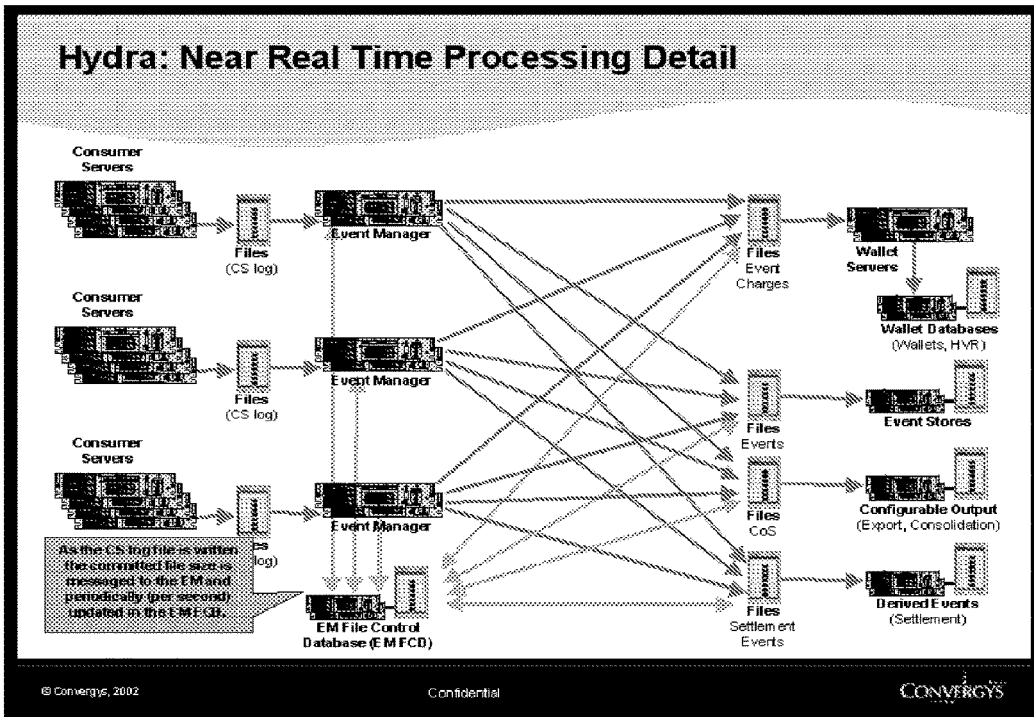 Hydra: Near Real Time Processing Detail
Consumer
Servers
Files
(CS log)
Event Manager
Files
Event
Charges
Wallet
Servers
Wallet Databases
(Wallets, HVR)
Consumer
Servers
Files
(CS log)
Event Manager
Files
Events
Event Stores
Consumer
Servers
log)
Event Manager
Files
CoS
Configurable Output
(Export, Consolidation)
As the CS log file is written
the committed file size is
messaged to the EM and
periodically (per second)
updated in the EMFCD.
EM File Control
Database (EMFCD)
Files
Settlement
Events
Derived Events
(Settlement)
© Convergys, 2002
Confidential
CONVERGYS